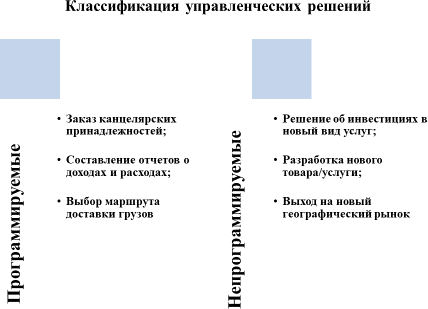 Классификация управленческих решений
Программируемые
• Заказ канцелярских
принадлежностей;
• Составление отчетов о
доходах и расходах;
• Выбор маршрута
доставки грузов
Непрограммируемые
• Решение об инвестициях в
новый вид услуг;
• Разработка нового
товара/услуги;
• Выход на новый
географический рынок